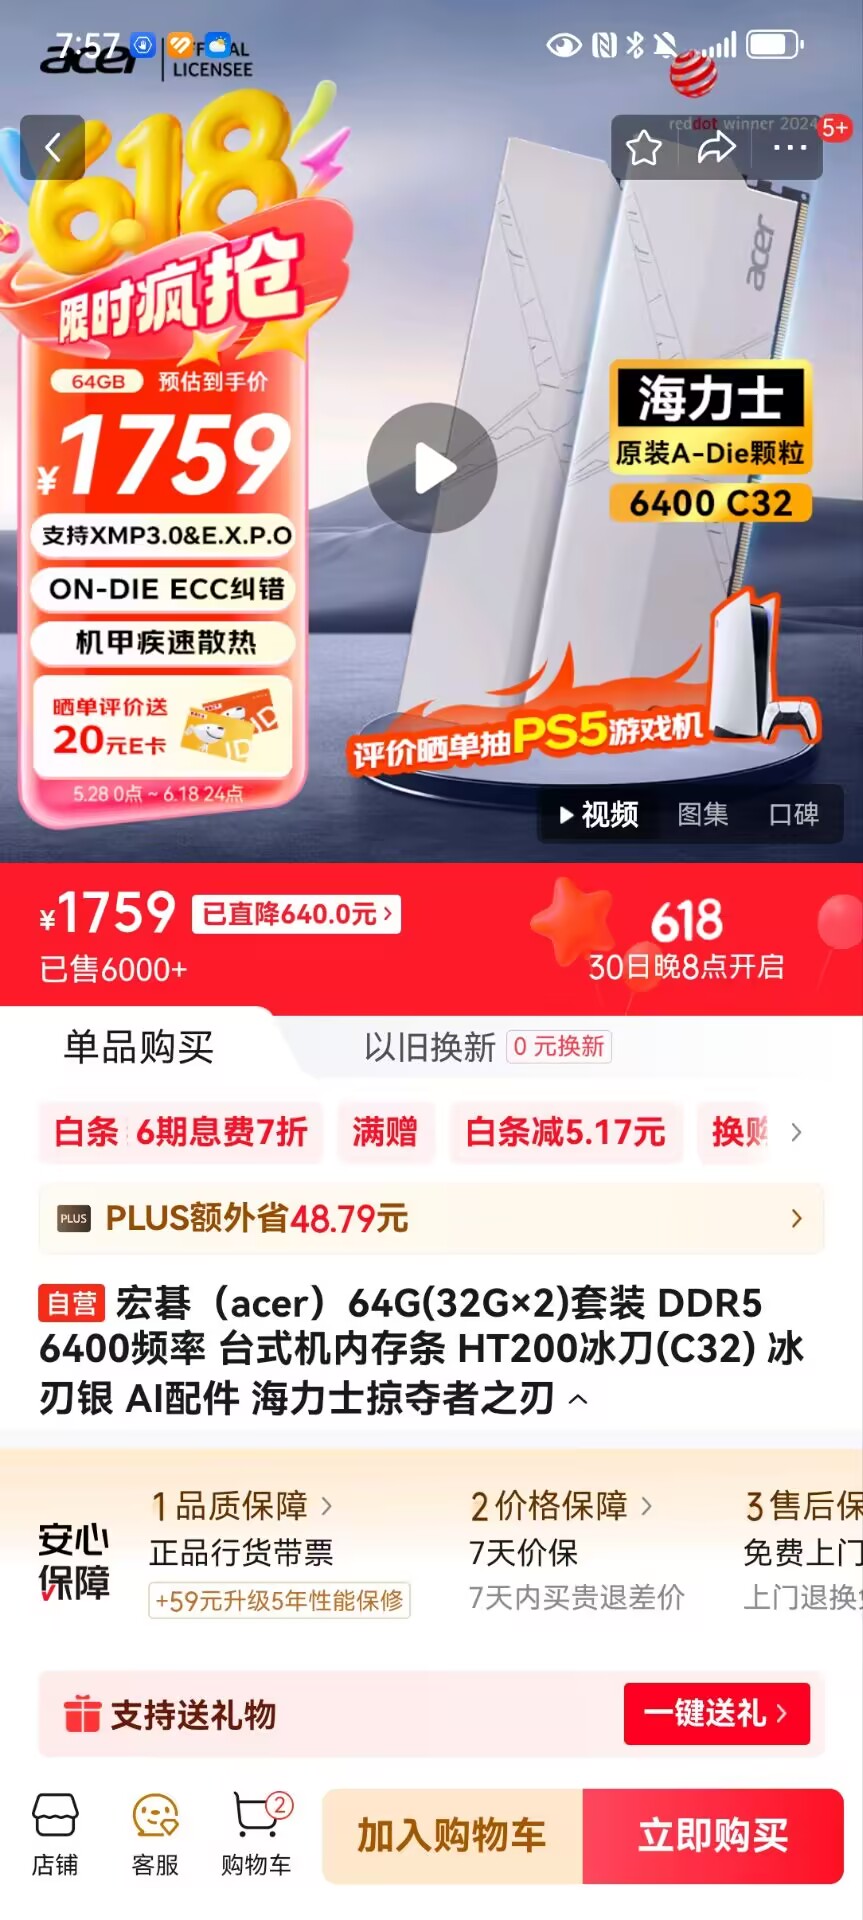 7:57
acer
OFFICIAL
LICENSEE
reddot winner 2024
5+
618
限时疯抢
acer
64GB 预估到手价
¥1759
海力士
原装A-Die颗粒
6400 C32
支持XMP3.0&E.X.P.O
ON-DIE ECC纠错
机甲疾速散热
晒单评价送
20元E卡
JD
JD
5.28 0点 ~ 6.18 24点
评价晒单抽PS5游戏机
视频 图集 口碑
¥1759 已直降640.0元
618
已售6000+
30日晚8点开启
单品购买
以旧换新 0元换新
白条 6期息费7折 满赠 白条减5.17元 换购
PLUS PLUS额外省48.79元
自营 宏碁（acer）64G(32G×2)套装 DDR5
6400频率 台式机内存条 HT200冰刀(C32) 冰
刃银 AI配件 海力士掠夺者之刃
安心
保障
1品质保障
正品行货带票
+59元升级5年性能保修
2价格保障
7天价保
7天内买贵退差价
3售后保
免费上门
上门退换
支持送礼物
一键送礼
店铺
客服
2
购物车
加入购物车
立即购买